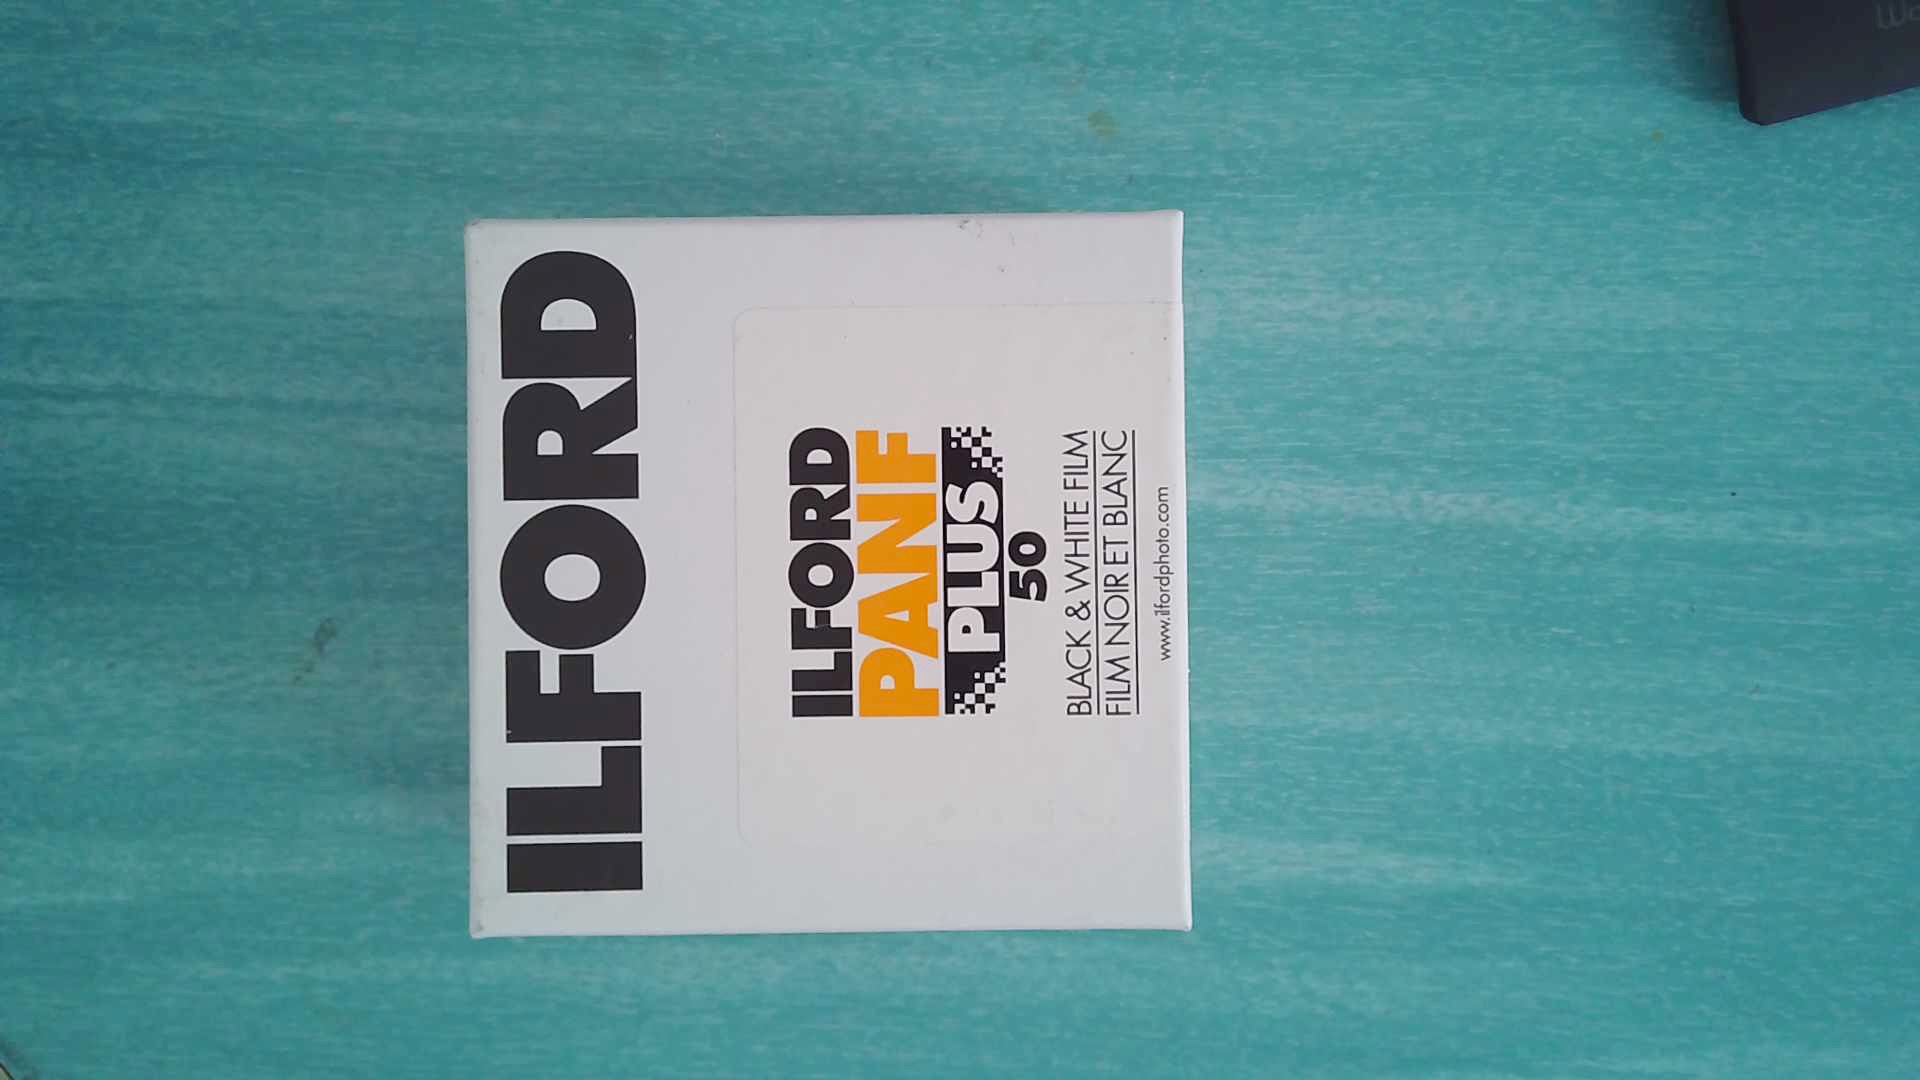 ILFORD
ILFORD
PANF
PLUS
50
BLACK & WHITE FILM
FILM NOIR ET BLANC
www.ilfordphoto.com